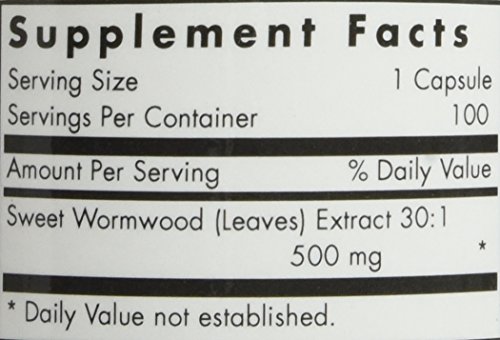 Supplement Facts
Serving Size 1 Capsule
Servings Per Container 100
Amount Per Serving % Daily Value
Sweet Wormwood (Leaves) Extract 30:1
500 mg *
* Daily Value not established.